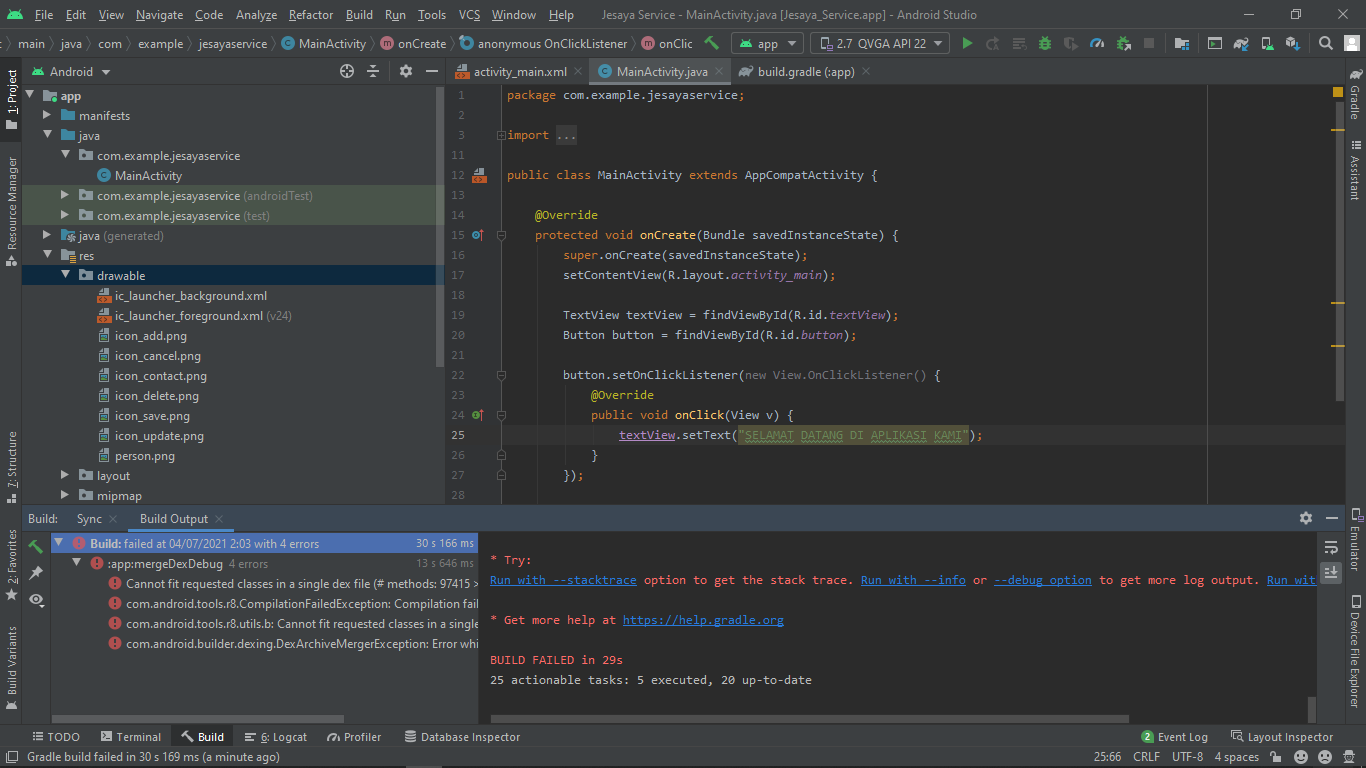 File Edit View Navigate Code Analyze Refactor Build Run Tools VCS Window Help Jesaya Service - MainActivity.java [Jesaya_Service.app] - Android Studio
main java com example jesayaservice MainActivity onCreate anonymous OnClickListener onClic app 2.7 QVGA API 22
1: Project
Resource Manager
7: Structure
2: Favorites
Build Variants
Android
app
manifests
java
com.example.jesayaservice
MainActivity
com.example.jesayaservice (androidTest)
com.example.jesayaservice (test)
java (generated)
res
drawable
ic_launcher_background.xml
ic_launcher_foreground.xml (v24)
icon_add.png
icon_cancel.png
icon_contact.png
icon_delete.png
icon_save.png
icon_update.png
person.png
layout
mipmap
activity_main.xml MainActivity.java build.gradle (:app)
1 package com.example.jesayaservice;
2
3 import ...
11
12 public class MainActivity extends AppCompatActivity {
13
14 @Override
15 protected void onCreate(Bundle savedInstanceState) {
16 super.onCreate(savedInstanceState);
17 setContentView(R.layout.activity_main);
18
19 TextView textView = findViewById(R.id.textView);
20 Button button = findViewById(R.id.button);
21
22 button.setOnClickListener(new View.OnClickListener() {
23 @Override
24 public void onClick(View v) {
25 textView.setText("SELAMAT DATANG DI APLIKASI KAMI");
26 }
27 });
28
Gradle
Assistant
Emulator
Device File Explorer
Build: Sync Build Output
Build: failed at 04/07/2021 2:03 with 4 errors 30 s 166 ms
:app:mergeDexDebug 4 errors 13 s 646 ms
Cannot fit requested classes in a single dex file (# methods: 97415 >
com.android.tools.r8.CompilationFailedException: Compilation fail
com.android.tools.r8.utils.b: Cannot fit requested classes in a single
com.android.builder.dexing.DexArchiveMergerException: Error whi
* Try:
Run with --stacktrace option to get the stack trace. Run with --info or --debug option to get more log output. Run wit
* Get more help at https://help.gradle.org
BUILD FAILED in 29s
25 actionable tasks: 5 executed, 20 up-to-date
TODO Terminal Build 6: Logcat Profiler Database Inspector 2 Event Log Layout Inspector
Gradle build failed in 30 s 169 ms (a minute ago) 25:66 CRLF UTF-8 4 spaces